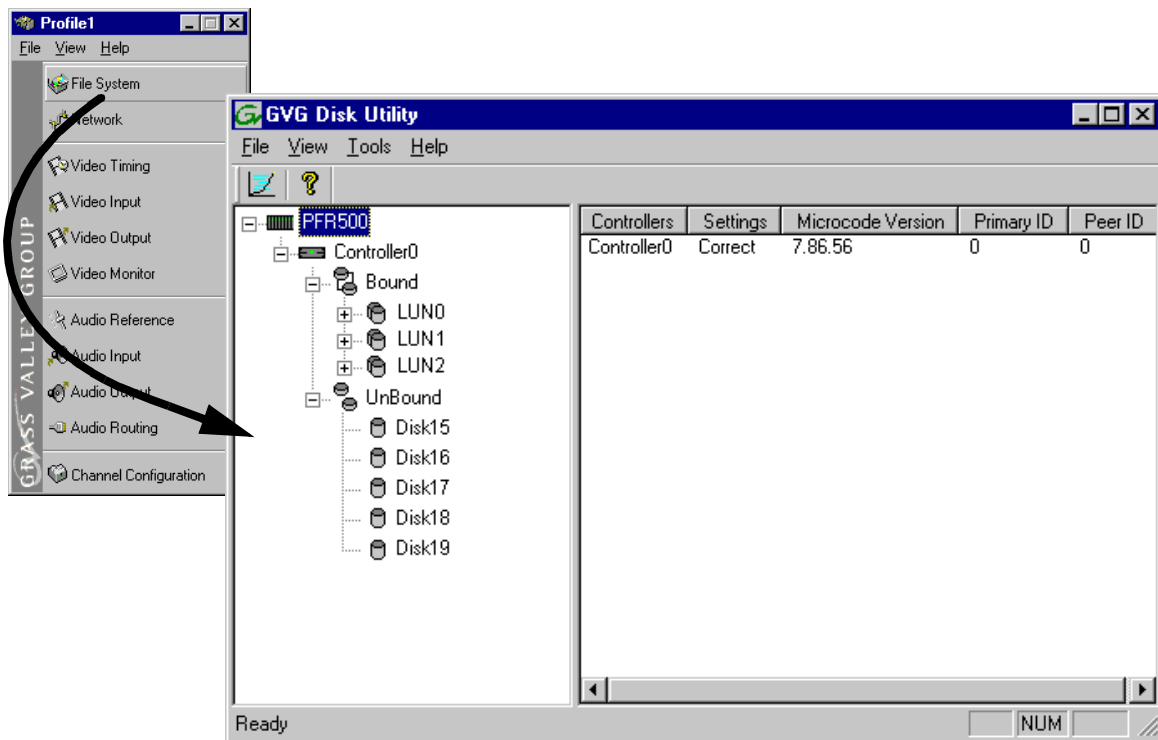 Profile1
File View Help
File System
Network
Video Timing
Video Input
Video Output
Video Monitor
Audio Reference
Audio Input
Audio Output
Audio Routing
Channel Configuration
GRASS VALLEY GROUP
GVG Disk Utility
File View Tools Help
PFR500
Controller0
Bound
LUN0
LUN1
LUN2
UnBound
Disk15
Disk16
Disk17
Disk18
Disk19
Controllers Settings Microcode Version Primary ID Peer ID
Controller0 Correct 7.86.56 0 0
Ready NUM